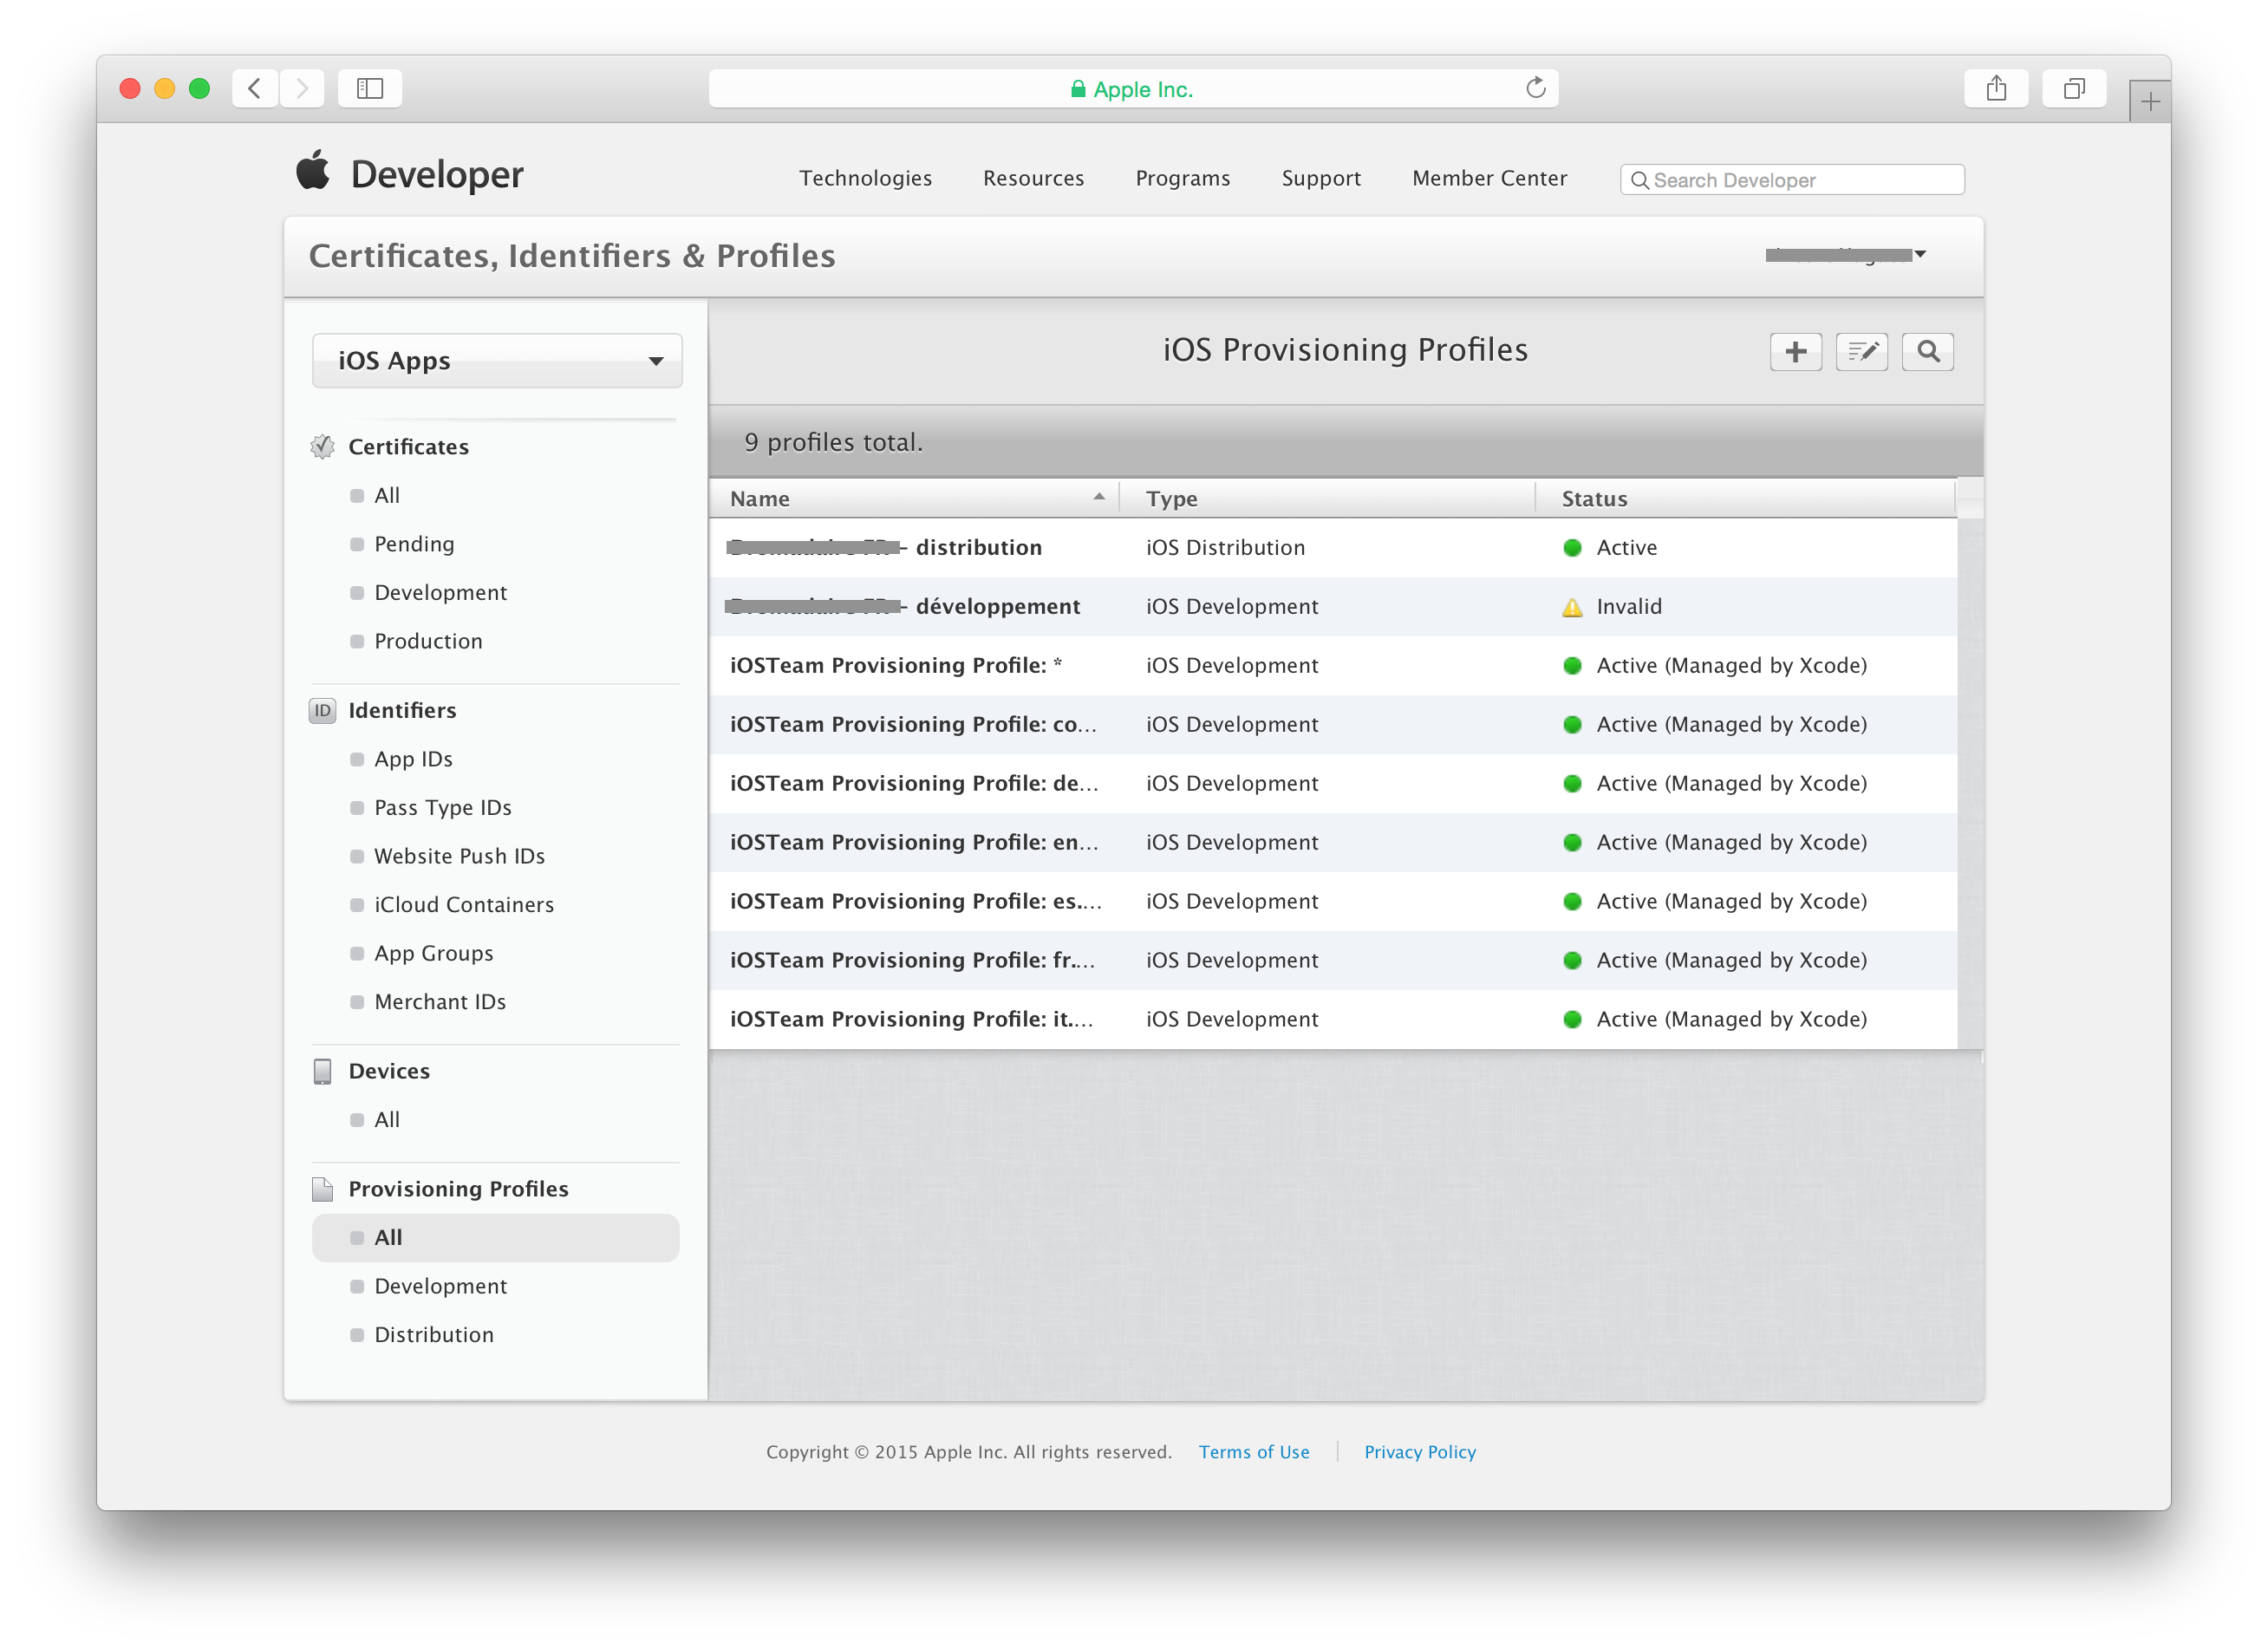 Apple Inc.
Developer
Technologies Resources Programs Support Member Center Search Developer
Certificates, Identifiers & Profiles
iOS Apps
Certificates
All
Pending
Development
Production
ID Identifiers
App IDs
Pass Type IDs
Website Push IDs
iCloud Containers
App Groups
Merchant IDs
Devices
All
Provisioning Profiles
All
Development
Distribution
iOS Provisioning Profiles
9 profiles total.
Name Type Status
- distribution iOS Distribution Active
- développement iOS Development Invalid
iOSTeam Provisioning Profile: * iOS Development Active (Managed by Xcode)
iOSTeam Provisioning Profile: co... iOS Development Active (Managed by Xcode)
iOSTeam Provisioning Profile: de... iOS Development Active (Managed by Xcode)
iOSTeam Provisioning Profile: en... iOS Development Active (Managed by Xcode)
iOSTeam Provisioning Profile: es.... iOS Development Active (Managed by Xcode)
iOSTeam Provisioning Profile: fr.... iOS Development Active (Managed by Xcode)
iOSTeam Provisioning Profile: it.... iOS Development Active (Managed by Xcode)
Copyright © 2015 Apple Inc. All rights reserved. Terms of Use Privacy Policy